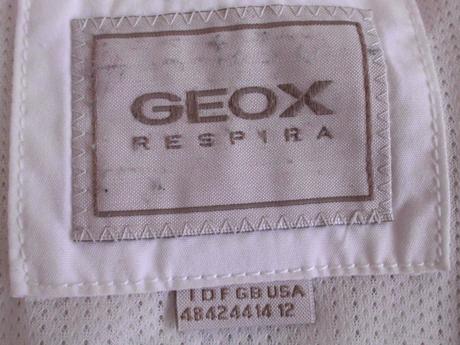 GEOX
RESPIRA
I D F GB USA
48 42 44 14 12